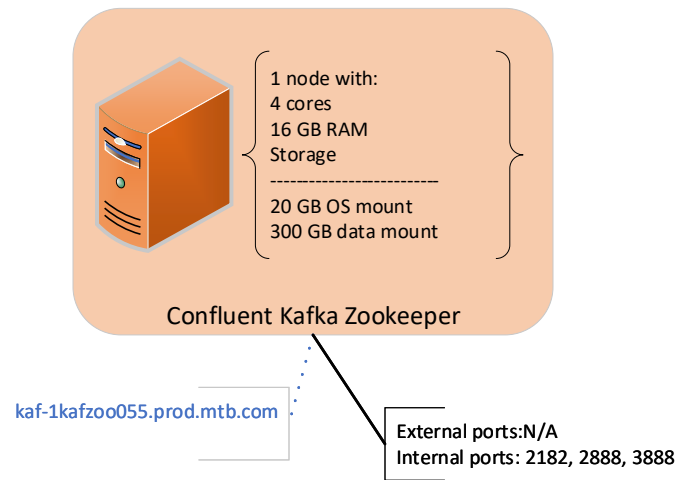 1 node with:
4 cores
16 GB RAM
Storage
--------------------------
20 GB OS mount
300 GB data mount
Confluent Kafka Zookeeper
kaf-1kafzoo055.prod.mtb.com
External ports:N/A
Internal ports: 2182, 2888, 3888